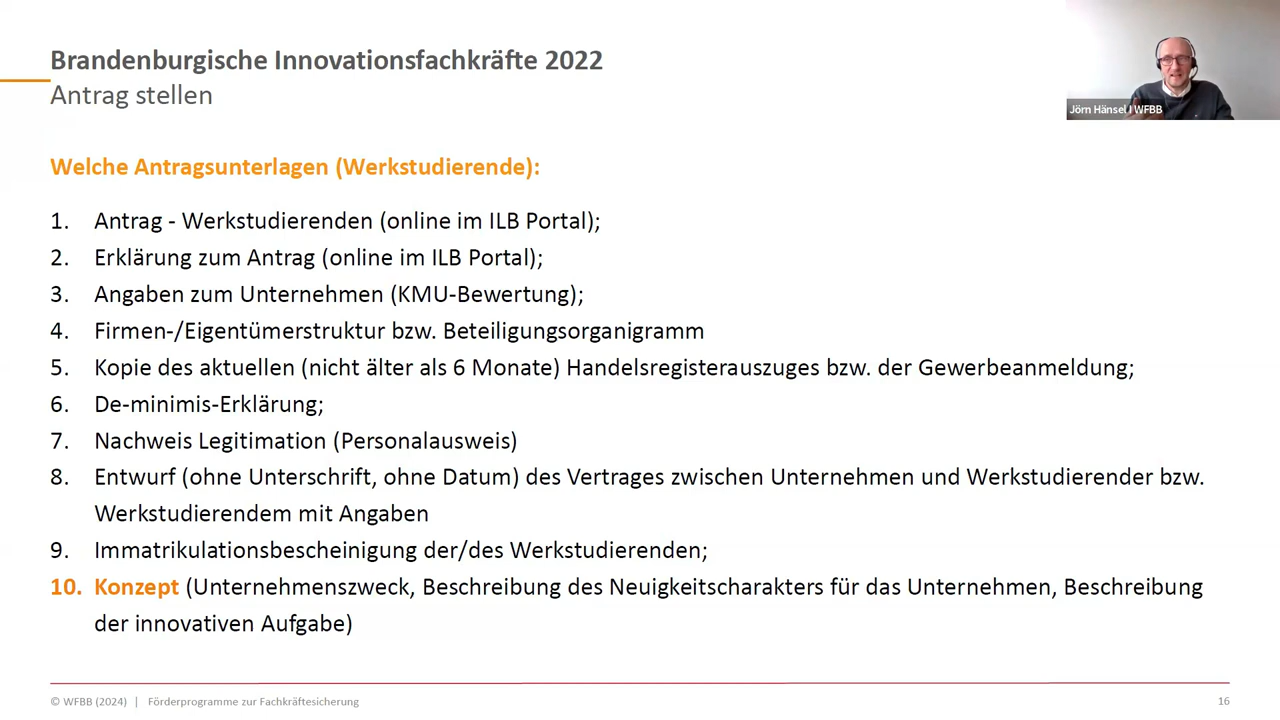 Brandenburgische Innovationsfachkräfte 2022
Antrag stellen
Jörn Hänsel I WFBB
Welche Antragsunterlagen (Werkstudierende):
1. Antrag - Werkstudierenden (online im ILB Portal);
2. Erklärung zum Antrag (online im ILB Portal);
3. Angaben zum Unternehmen (KMU-Bewertung);
4. Firmen-/Eigentümerstruktur bzw. Beteiligungsorganigramm
5. Kopie des aktuellen (nicht älter als 6 Monate) Handelsregisterauszuges bzw. der Gewerbeanmeldung;
6. De-minimis-Erklärung;
7. Nachweis Legitimation (Personalausweis)
8. Entwurf (ohne Unterschrift, ohne Datum) des Vertrages zwischen Unternehmen und Werkstudierender bzw.
Werkstudierendem mit Angaben
9. Immatrikulationsbescheinigung der/des Werkstudierenden;
10. Konzept (Unternehmenszweck, Beschreibung des Neuigkeitscharakters für das Unternehmen, Beschreibung
der innovativen Aufgabe)
© WFBB (2024) | Förderprogramme zur Fachkräftesicherung
16